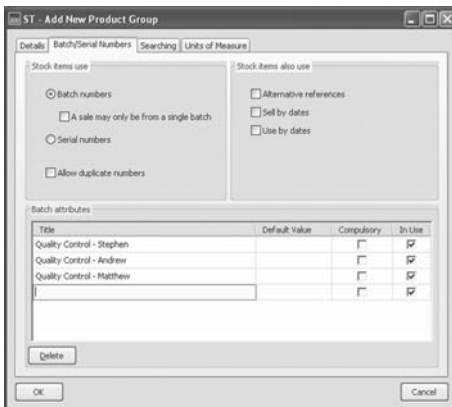 ST - Add New Product Group
Details Batch/Serial Numbers Searching Units of Measure
Stock items use
Batch numbers
A sale may only be from a single batch
Serial numbers
Allow duplicate numbers
Stock items also use
Alternative references
Sell by dates
Use by dates
Batch attributes
Title Default Value Compulsory In Use
Quality Control - Stephen
Quality Control - Andrew
Quality Control - Matthew
Delete
OK Cancel